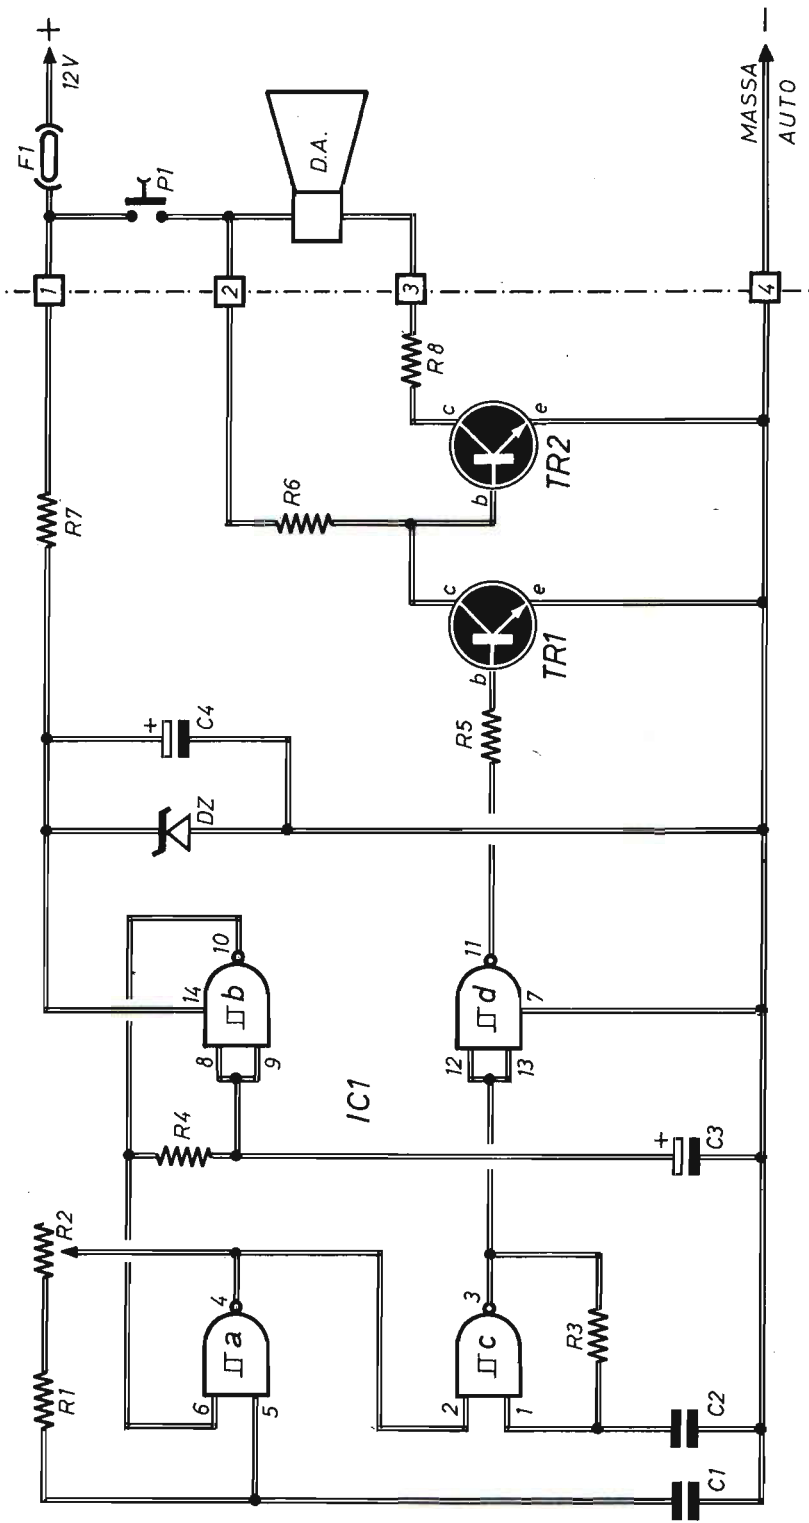 R1
R2
R7
1
F1
+
12V
P1
2
D.A.
3
R8
R6
C4
+
DZ
10
14
b
8
9
R4
IC1
4
a
6
5
c
TR2
b
e
c
TR1
b
e
R5
11
d
12
13
7
3
c
2
1
R3
+
C3
C2
C1
4
MASSA
AUTO
-